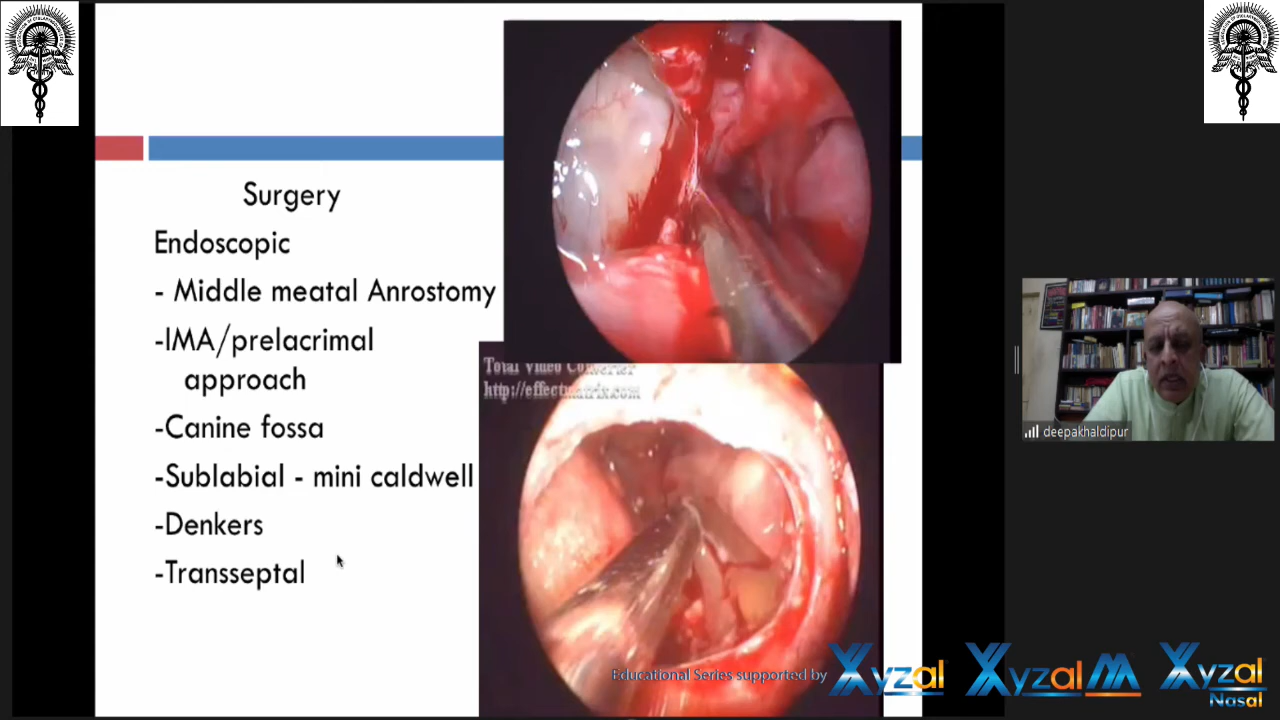 Surgery
Endoscopic
- Middle meatal Anrostomy
-IMA/prelacrimal
approach
-Canine fossa
-Sublabial - mini caldwell
-Denkers
-Transseptal
Total Video Converter
http://effectmatrix.com
deepakhaldipur
Educational Series supported by
Xyzal
Xyzal M
Xyzal
Nasal